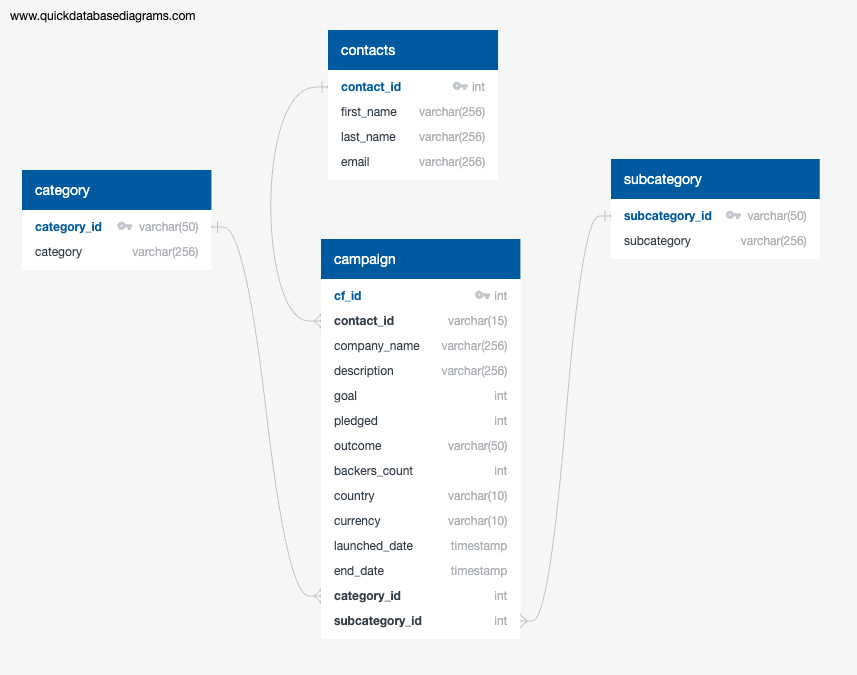 www.quickdatabasediagrams.com
contacts
contact_id int
first_name varchar(256)
last_name varchar(256)
email varchar(256)
category
category_id varchar(50)
category varchar(256)
subcategory
subcategory_id varchar(50)
subcategory varchar(256)
campaign
cf_id int
contact_id varchar(15)
company_name varchar(256)
description varchar(256)
goal int
pledged int
outcome varchar(50)
backers_count int
country varchar(10)
currency varchar(10)
launched_date timestamp
end_date timestamp
category_id int
subcategory_id int